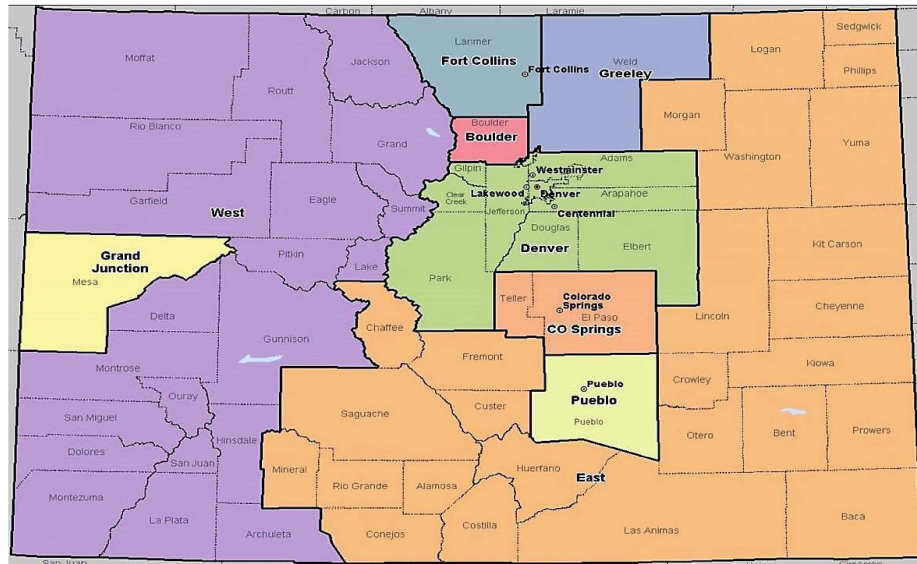 Carbon
Albany
Laramie
Sedgwick
Logan
Phillips
Moffat
Jackson
Larimer
Fort Collins
Fort Collins
Weld
Greeley
Routt
Morgan
Rio Blanco
Grand
Boulder
Boulder
Washington
Yuma
Gilpin
Adams
Westminster
Garfield
Eagle
Summit
Clear
Creek
Lakewood
Denver
Arapahoe
West
Jefferson
Centennial
Douglas
Denver
Elbert
Kit Carson
Grand
Junction
Mesa
Pitkin
Lake
Park
Teller
Colorado
Springs
El Paso
CO Springs
Lincoln
Cheyenne
Delta
Gunnison
Chaffee
Fremont
Kiowa
Montrose
Crowley
Pueblo
Pueblo
Pueblo
Ouray
Saguache
Custer
San Miguel
Otero
Bent
Prowers
Hinsdale
Dolores
San Juan
Mineral
Huerfano
East
Montezuma
Rio Grande
Alamosa
La Plata
Costilla
Las Animas
Baca
Archuleta
Conejos
San Juan
Cimarron